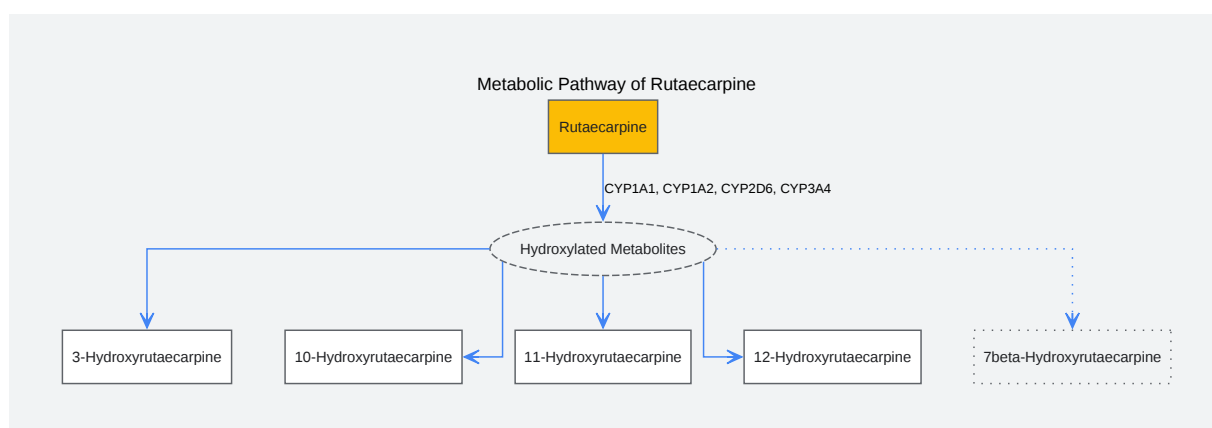 Metabolic Pathway of Rutaecarpine
Rutaecarpine
CYP1A1, CYP1A2, CYP2D6, CYP3A4
Hydroxylated Metabolites
3-Hydroxyrutaecarpine
10-Hydroxyrutaecarpine
11-Hydroxyrutaecarpine
12-Hydroxyrutaecarpine
7beta-Hydroxyrutaecarpine